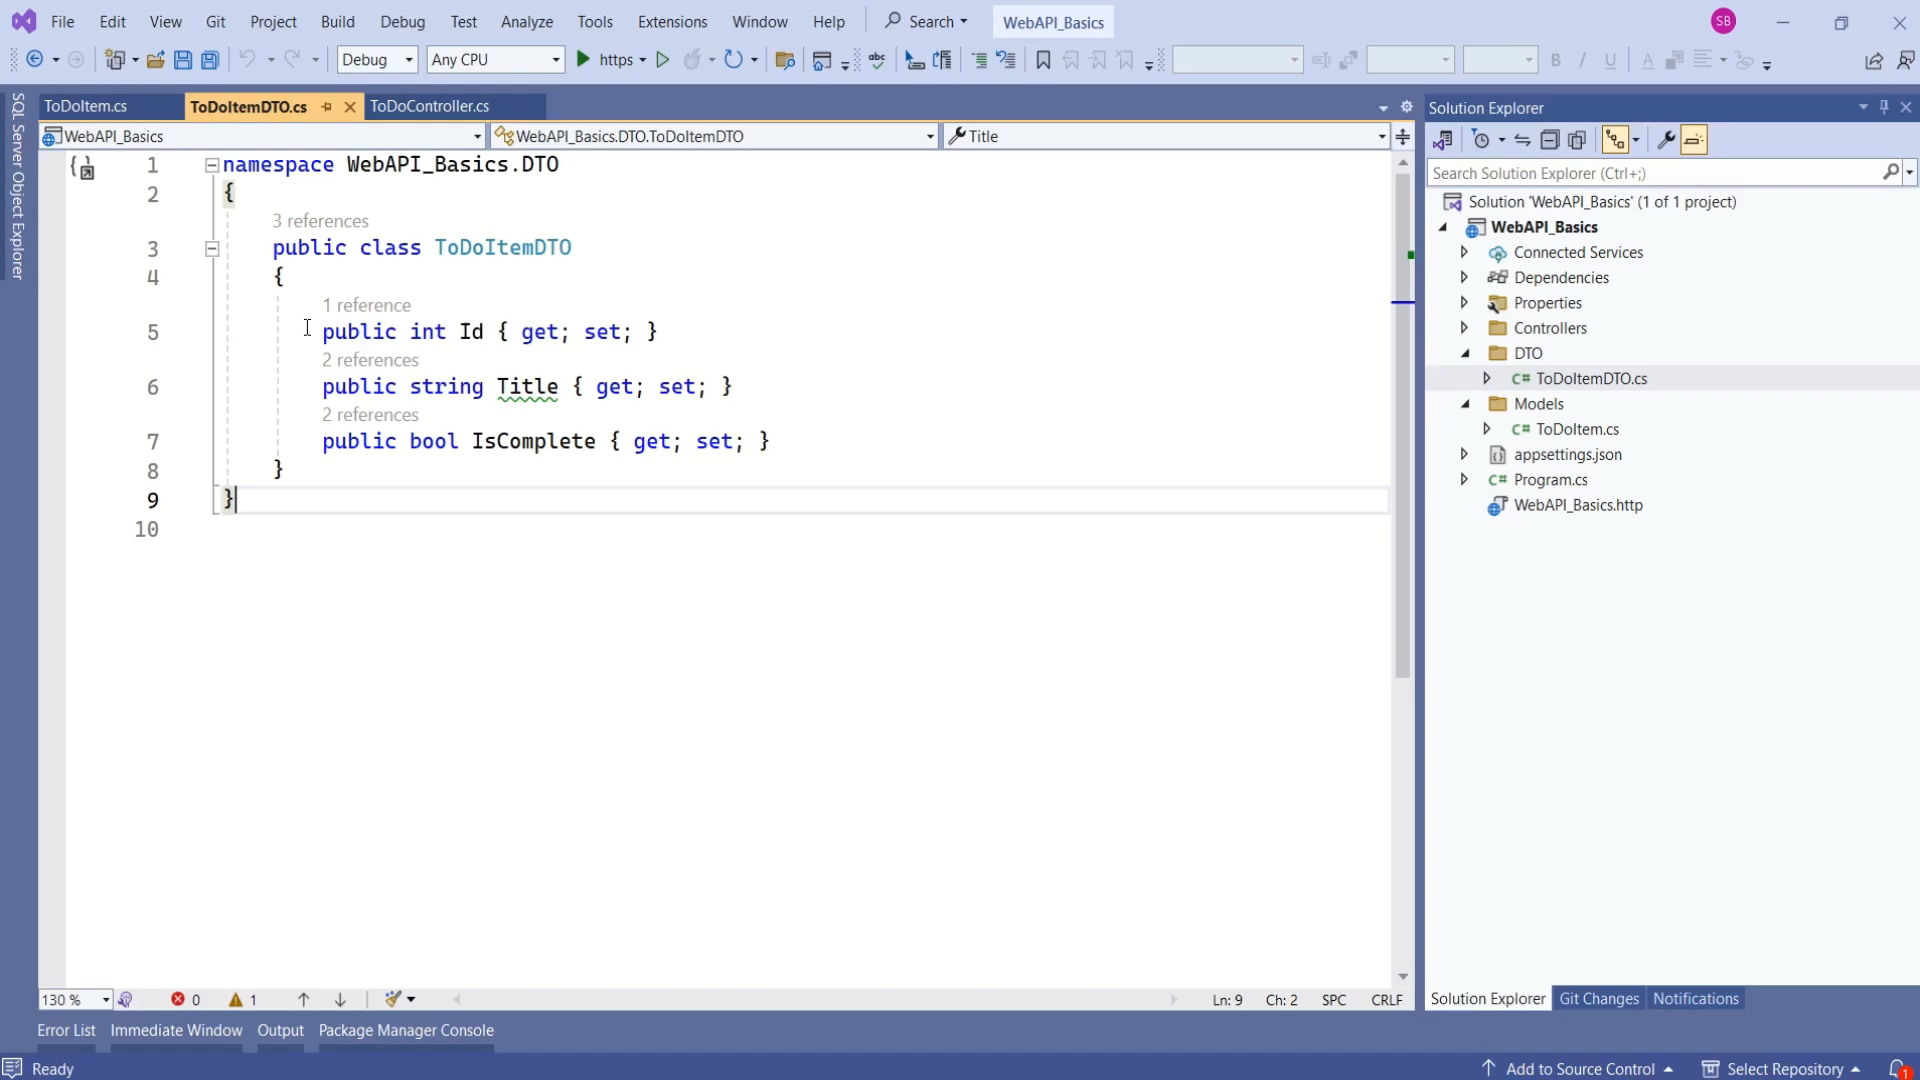 File Edit View Git Project Build Debug Test Analyze Tools Extensions Window Help Search WebAPI_Basics SB
Debug Any CPU https
SQL Server Object Explorer
ToDoItem.cs ToDoItemDTO.cs ToDoController.cs
WebAPI_Basics WebAPI_Basics.DTO.ToDoItemDTO Title
1 namespace WebAPI_Basics.DTO
2 {
3 references
3 public class ToDoItemDTO
4 {
1 reference
5 public int Id { get; set; }
2 references
6 public string Title { get; set; }
2 references
7 public bool IsComplete { get; set; }
8 }
9 }
10
130 % 0 1 Ln: 9 Ch: 2 SPC CRLF
Solution Explorer
Search Solution Explorer (Ctrl+;)
Solution 'WebAPI_Basics' (1 of 1 project)
WebAPI_Basics
Connected Services
Dependencies
Properties
Controllers
DTO
C# ToDoItemDTO.cs
Models
C# ToDoItem.cs
appsettings.json
C# Program.cs
WebAPI_Basics.http
Solution Explorer Git Changes Notifications
Error List Immediate Window Output Package Manager Console
Ready Add to Source Control Select Repository 1